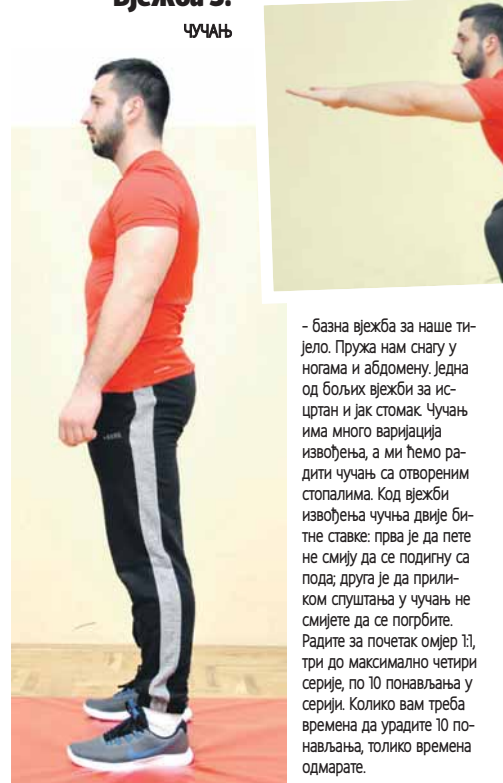 ЧУЧАЊ
- базна вјежба за наше ти-
јело. Пружа нам снагу у
ногама и абдомену. Једна
од бољих вјежби за ис-
цртан и јак стомак. Чучањ
има много варијација
извођења, а ми ћемо ра-
дити чучањ са отвореним
стопалима. Код вјежби
извођења чучња двије би-
тне ставке: прва је да пете
не смију да се подигну са
пода; друга је да прили-
ком спуштања у чучањ не
смијете да се погрбите.
Радите за почетак омјер 1:1,
три до максимално четири
серије, по 10 понављања у
серији. Колико вам треба
времена да урадите 10 по-
нављања, толико времена
одмарате.